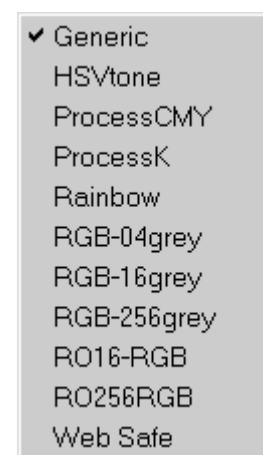 Generic
HSVtone
ProcessCMY
ProcessK
Rainbow
RGB-04grey
RGB-16grey
RGB-256grey
RO16-RGB
RO256RGB
Web Safe